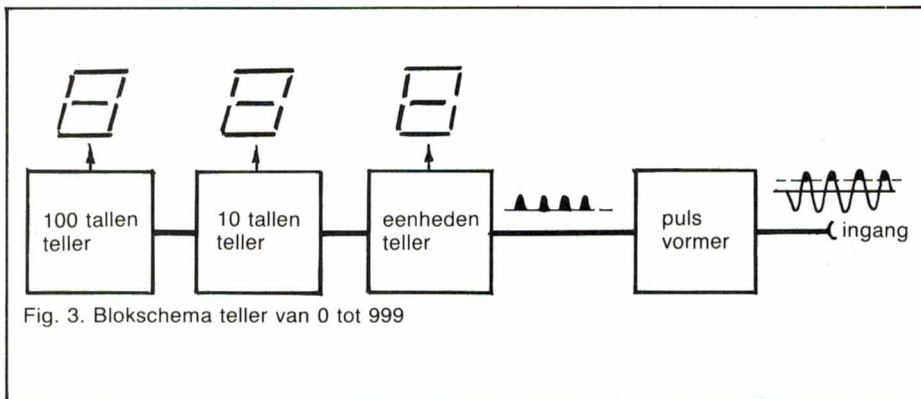 100 tallen
teller
10 tallen
teller
eenheden
teller
puls
vormer
ingang
Fig. 3. Blokschema teller van 0 tot 999